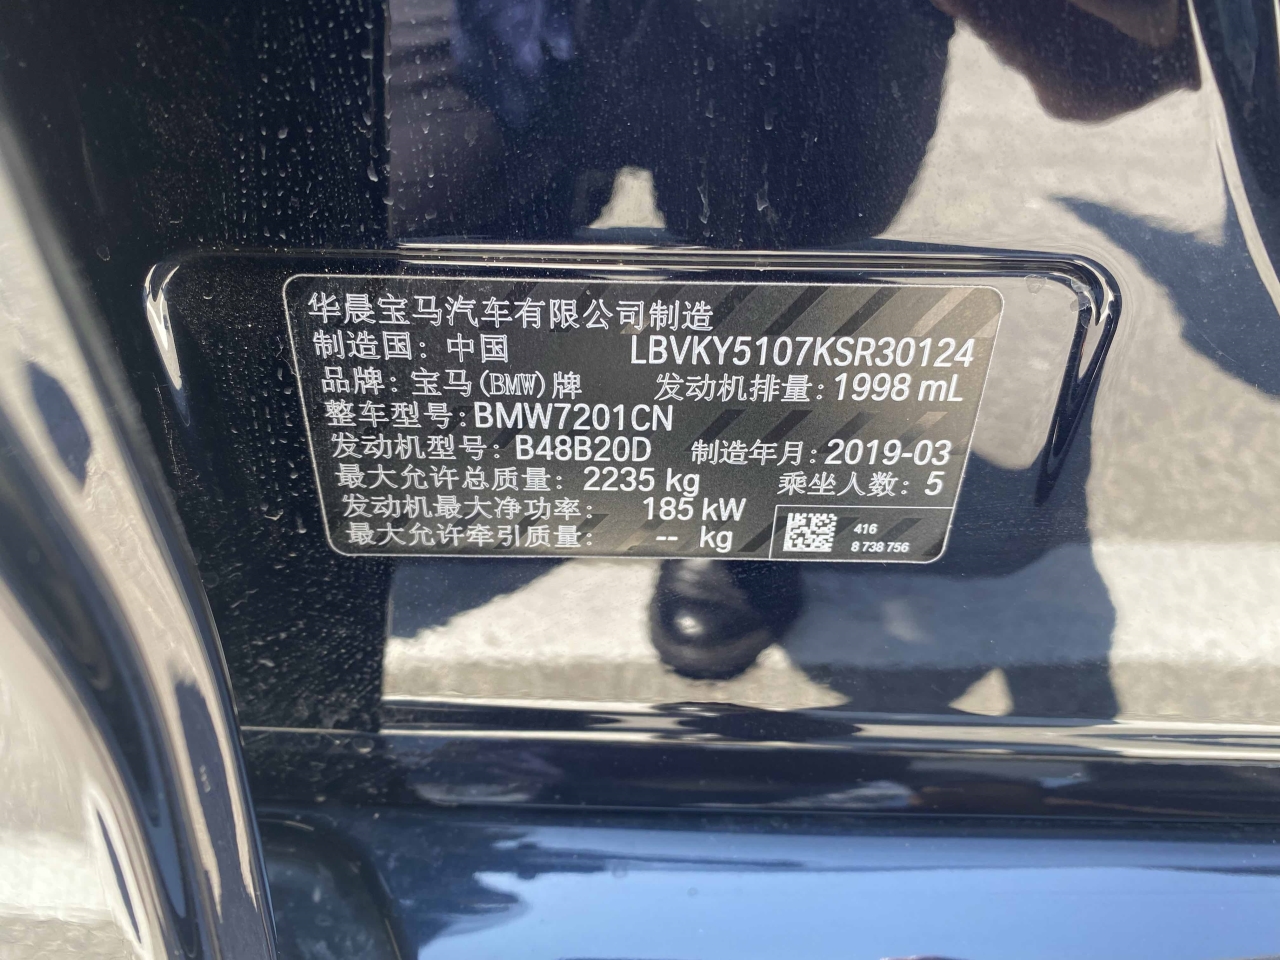 华晨宝马汽车有限公司制造
制造国：中国 LBVKY5107KSR30124
品牌：宝马(BMW)牌 发动机排量：1998 mL
整车型号：BMW7201CN
发动机型号：B48B20D 制造年月：2019-03
最大允许总质量：2235 kg 乘坐人数：5
发动机最大净功率：185 kW
最大允许牵引质量：-- kg
416
8 738 756